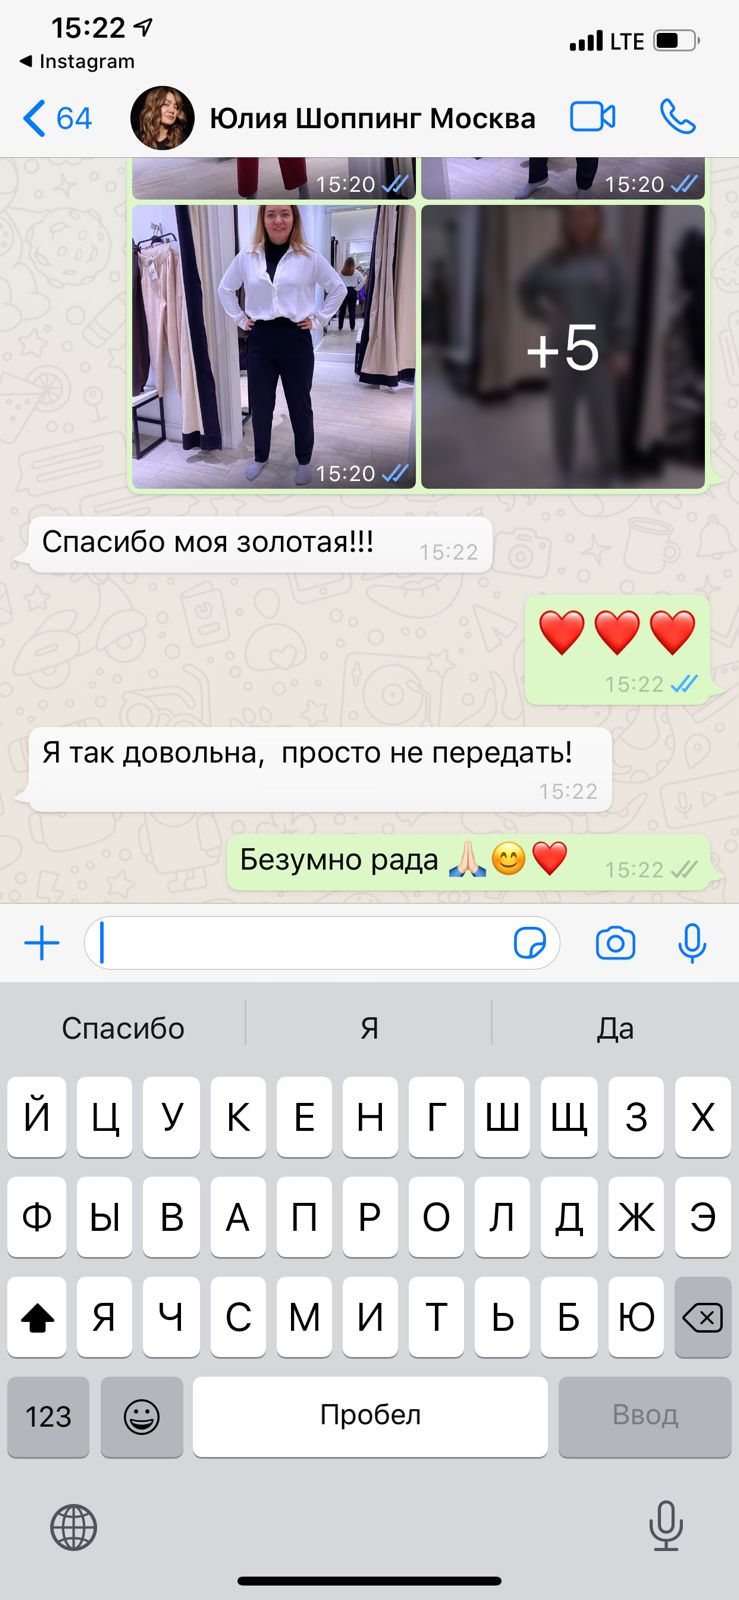 15:22
LTE
◀ Instagram
64
Юлия Шоппинг Москва
15:20
15:20
+5
15:20
Спасибо моя золотая!!!
15:22
❤️❤️❤️
15:22
Я так довольна, просто не передать!
15:22
Безумно рада 🙏🏻😊❤️
15:22
Спасибо Я Да
Й Ц У К Е Н Г Ш Щ З Х
Ф Ы В А П Р О Л Д Ж Э
Я Ч С М И Т Ь Б Ю
123 Пробел Ввод